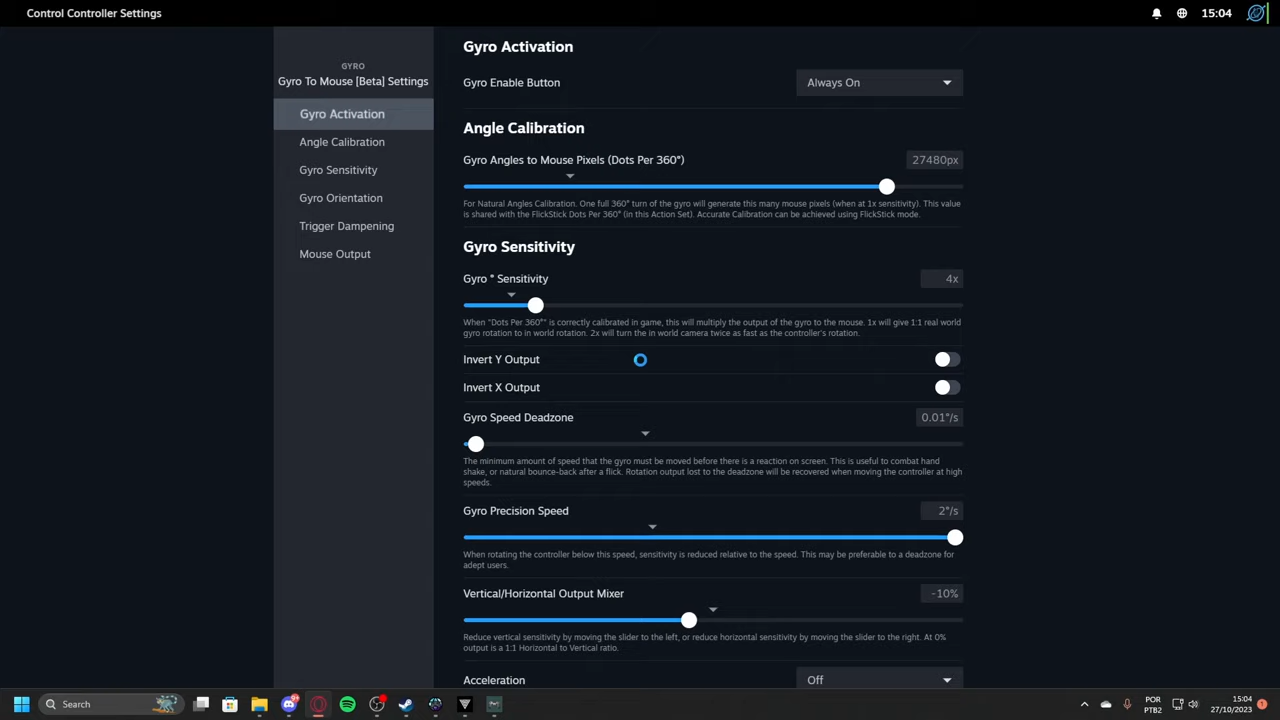 Control Controller Settings
15:04
GYRO
Gyro To Mouse [Beta] Settings
Gyro Activation
Angle Calibration
Gyro Sensitivity
Gyro Orientation
Trigger Dampening
Mouse Output
Gyro Activation
Gyro Enable Button
Always On
Angle Calibration
Gyro Angles to Mouse Pixels (Dots Per 360°)
27480px
For Natural Angles Calibration. One full 360° turn of the gyro will generate this many mouse pixels (when at 1x sensitivity). This value
is shared with the FlickStick Dots Per 360° (in this Action Set). Accurate Calibration can be achieved using FlickStick mode.
Gyro Sensitivity
Gyro ° Sensitivity
4x
When "Dots Per 360°" is correctly calibrated in game, this will multiply the output of the gyro to the mouse. 1x will give 1:1 real world
gyro rotation to in world rotation. 2x will turn the in world camera twice as fast as the controller's rotation.
Invert Y Output
Invert X Output
Gyro Speed Deadzone
0.01°/s
The minimum amount of speed that the gyro must be moved before there is a reaction on screen. This is useful to combat hand
shake, or natural bounce-back after a flick. Rotation output lost to the deadzone will be recovered when moving the controller at high
speeds.
Gyro Precision Speed
2°/s
When rotating the controller below this speed, sensitivity is reduced relative to the speed. This may be preferable to a deadzone for
adept users.
Vertical/Horizontal Output Mixer
-10%
Reduce vertical sensitivity by moving the slider to the left, or reduce horizontal sensitivity by moving the slider to the right. At 0%
output is a 1:1 Horizontal to Vertical ratio.
Acceleration
Off
Search
POR
PTB2
15:04
27/10/2023